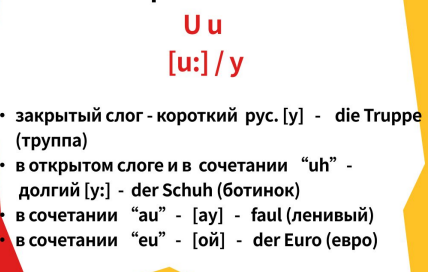 U u
[u:] / у
• закрытый слог - короткий рус. [у] - die Truppe
(труппа)
• в открытом слоге и в сочетании “uh” -
долгий [у:] - der Schuh (ботинок)
• в сочетании “au” - [ау] - faul (ленивый)
• в сочетании “eu” - [ой] - der Euro (евро)